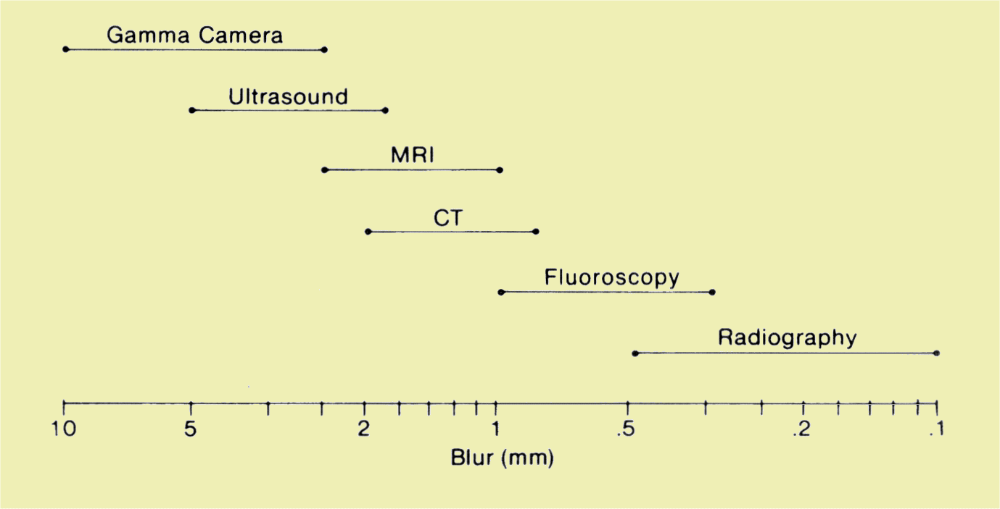 Gamma Camera
Ultrasound
MRI
CT
Fluoroscopy
Radiography
10 5 2 1 .5 .2 .1
Blur (mm)